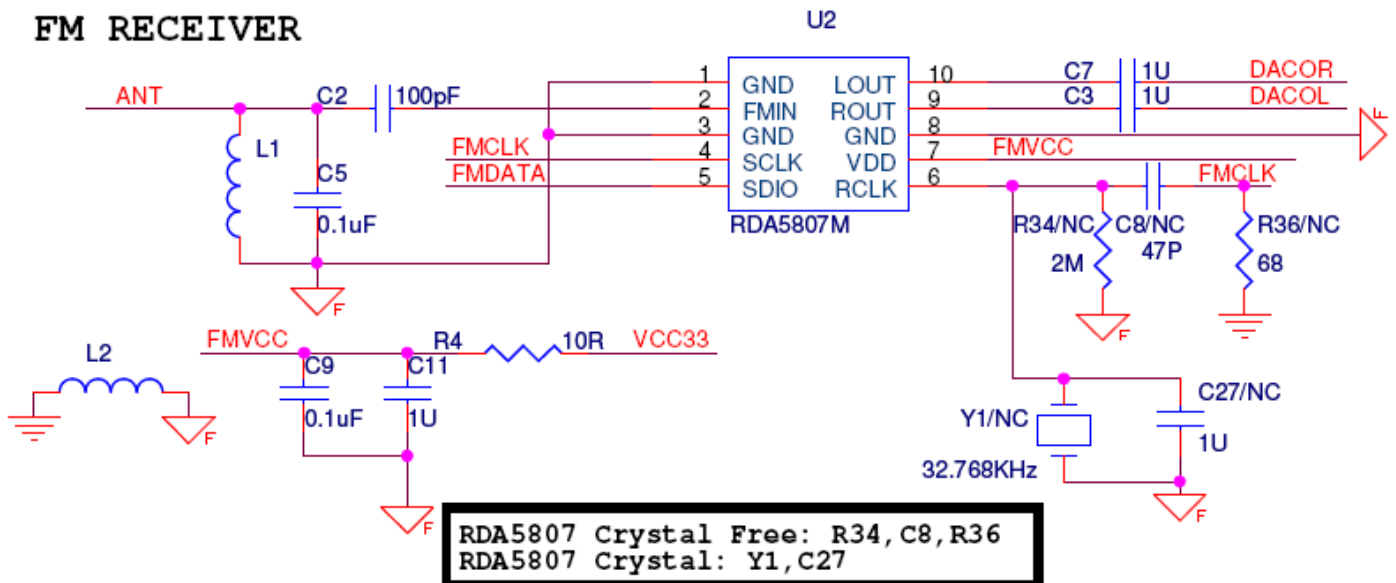 FM RECEIVER
U2
ANT
C2
100pF
L1
C5
0.1uF
FMCLK
FMDATA
1
2
3
4
5
GND
FMIN
GND
SCLK
SDIO
LOUT
ROUT
GND
VDD
RCLK
10
9
8
7
6
RDA5807M
C7
1U
DACOR
C3
1U
DACOL
F
FMVCC
FMCLK
R34/NC
2M
C8/NC
47P
R36/NC
68
F
F
L2
F
FMVCC
R4
10R
VCC33
C9
0.1uF
C11
1U
F
Y1/NC
32.768KHz
C27/NC
1U
F
RDA5807 Crystal Free: R34,C8,R36
RDA5807 Crystal: Y1,C27